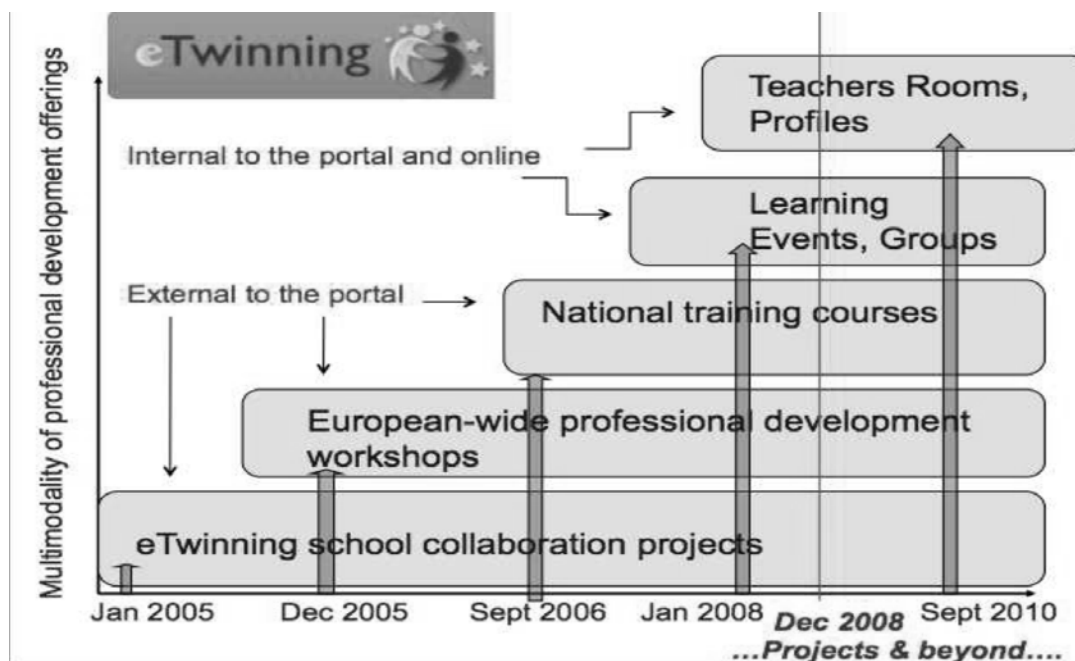 eTwinning
Multimodality of professional development offerings
Teachers Rooms,
Profiles
Internal to the portal and online
Learning
Events, Groups
External to the portal
National training courses
European-wide professional development
workshops
eTwinning school collaboration projects
Jan 2005
Dec 2005
Sept 2006
Jan 2008
Dec 2008
Sept 2010
...Projects & beyond....